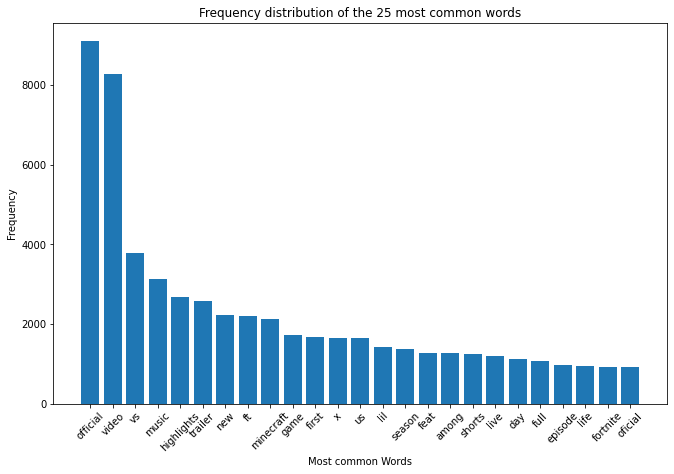 Frequency distribution of the 25 most common words
Frequency
8000
6000
4000
2000
0
official
video
vs
music
highlights
trailer
new
ft
minecraft
game
first
x
us
lil
season
feat
among
shorts
live
day
full
episode
life
fortnite
oficial
Most common Words